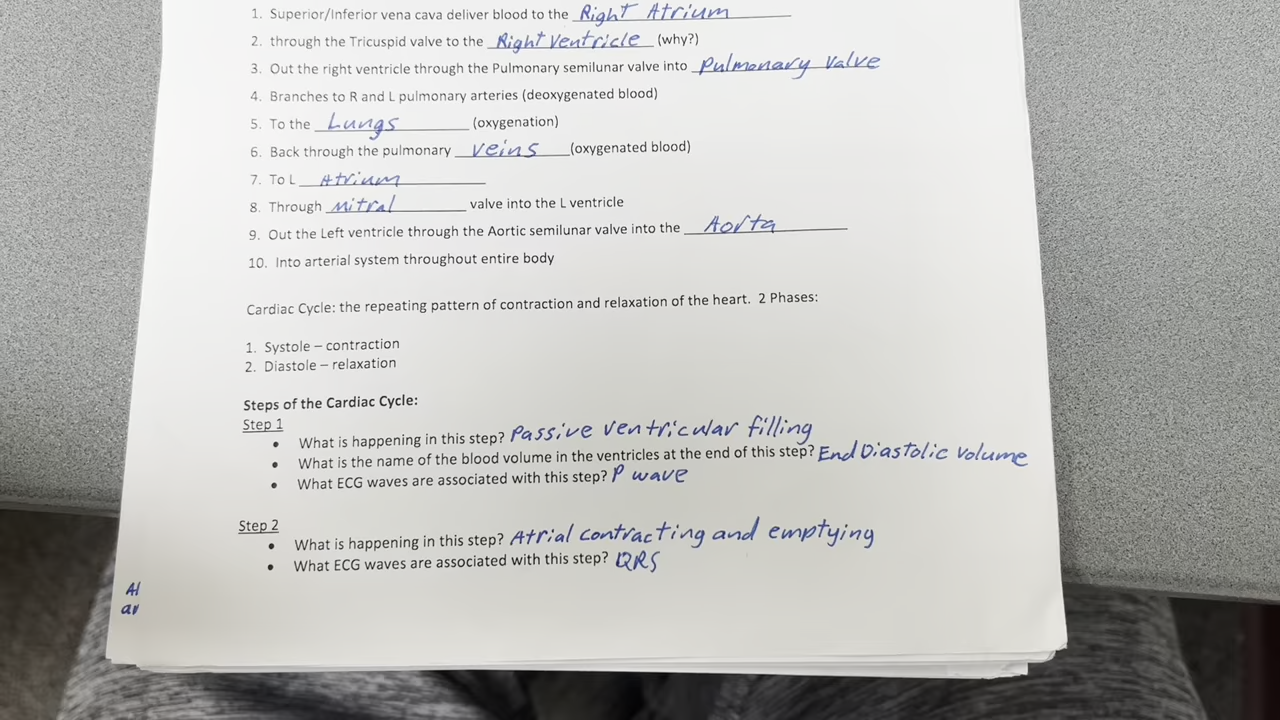 1. Superior/Inferior vena cava deliver blood to the Right Atrium
2. through the Tricuspid valve to the Right Ventricle (why?)
3. Out the right ventricle through the Pulmonary semilunar valve into Pulmonary Valve
4. Branches to R and L pulmonary arteries (deoxygenated blood)
5. To the Lungs (oxygenation)
6. Back through the pulmonary veins (oxygenated blood)
7. To L Atrium
8. Through Mitral valve into the L ventricle
9. Out the Left ventricle through the Aortic semilunar valve into the Aorta
10. Into arterial system throughout entire body
Cardiac Cycle: the repeating pattern of contraction and relaxation of the heart. 2 Phases:
1. Systole – contraction
2. Diastole – relaxation
Steps of the Cardiac Cycle:
Step 1
• What is happening in this step? Passive ventricular filling
• What is the name of the blood volume in the ventricles at the end of this step? End Diastolic Volume
• What ECG waves are associated with this step? P wave
Step 2
• What is happening in this step? Atrial contracting and emptying
• What ECG waves are associated with this step? QRS